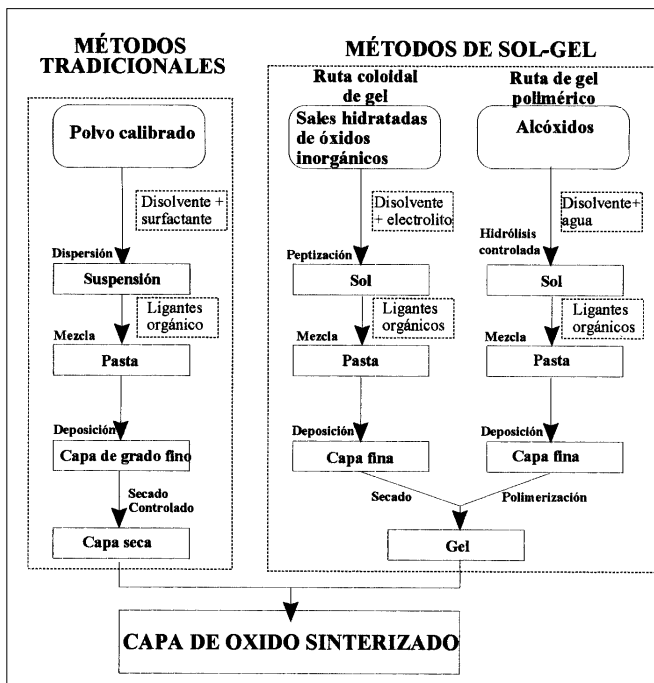 MÉTODOS
TRADICIONALES
Polvo calibrado
Disolvente +
surfactante
Dispersión
Suspensión
Ligantes
orgánico
Mezcla
Pasta
Deposición
Capa de grado fino
Secado
Controlado
Capa seca
MÉTODOS DE SOL-GEL
Ruta coloidal
de gel
Sales hidratadas
de óxidos
inorgánicos
Disolvente
+ electrolito
Peptización
Sol
Ligantes
orgánicos
Mezcla
Pasta
Deposición
Capa fina
Secado
Ruta de gel
polimérico
Alcóxidos
Disolvente+
agua
Hidrólisis
controlada
Sol
Ligantes
orgánicos
Mezcla
Pasta
Deposición
Capa fina
Polimerización
Gel
CAPA DE OXIDO SINTERIZADO